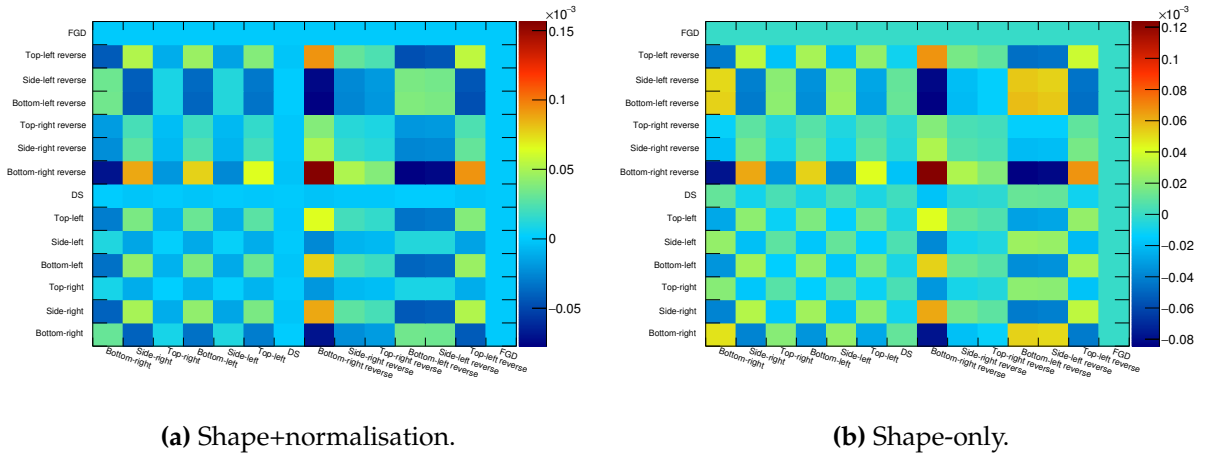 ×10⁻³
FGD
Top-left reverse
Side-left reverse
Bottom-left reverse
Top-right reverse
Side-right reverse
Bottom-right reverse
DS
Top-left
Side-left
Bottom-left
Top-right
Side-right
Bottom-right
Bottom-right
Side-right
Top-right
Bottom-left
Side-left
Top-left
DS
Bottom-right reverse
Side-right reverse
Top-right reverse
Bottom-left reverse
Side-left reverse
Top-left reverse
FGD
0.15
0.1
0.05
0
−0.05
(a) Shape+normalisation.
×10⁻³
FGD
Top-left reverse
Side-left reverse
Bottom-left reverse
Top-right reverse
Side-right reverse
Bottom-right reverse
DS
Top-left
Side-left
Bottom-left
Top-right
Side-right
Bottom-right
Bottom-right
Side-right
Top-right
Bottom-left
Side-left
Top-left
DS
Bottom-right reverse
Side-right reverse
Top-right reverse
Bottom-left reverse
Side-left reverse
Top-left reverse
FGD
0.12
0.1
0.08
0.06
0.04
0.02
0
−0.02
−0.04
−0.06
−0.08
(b) Shape-only.